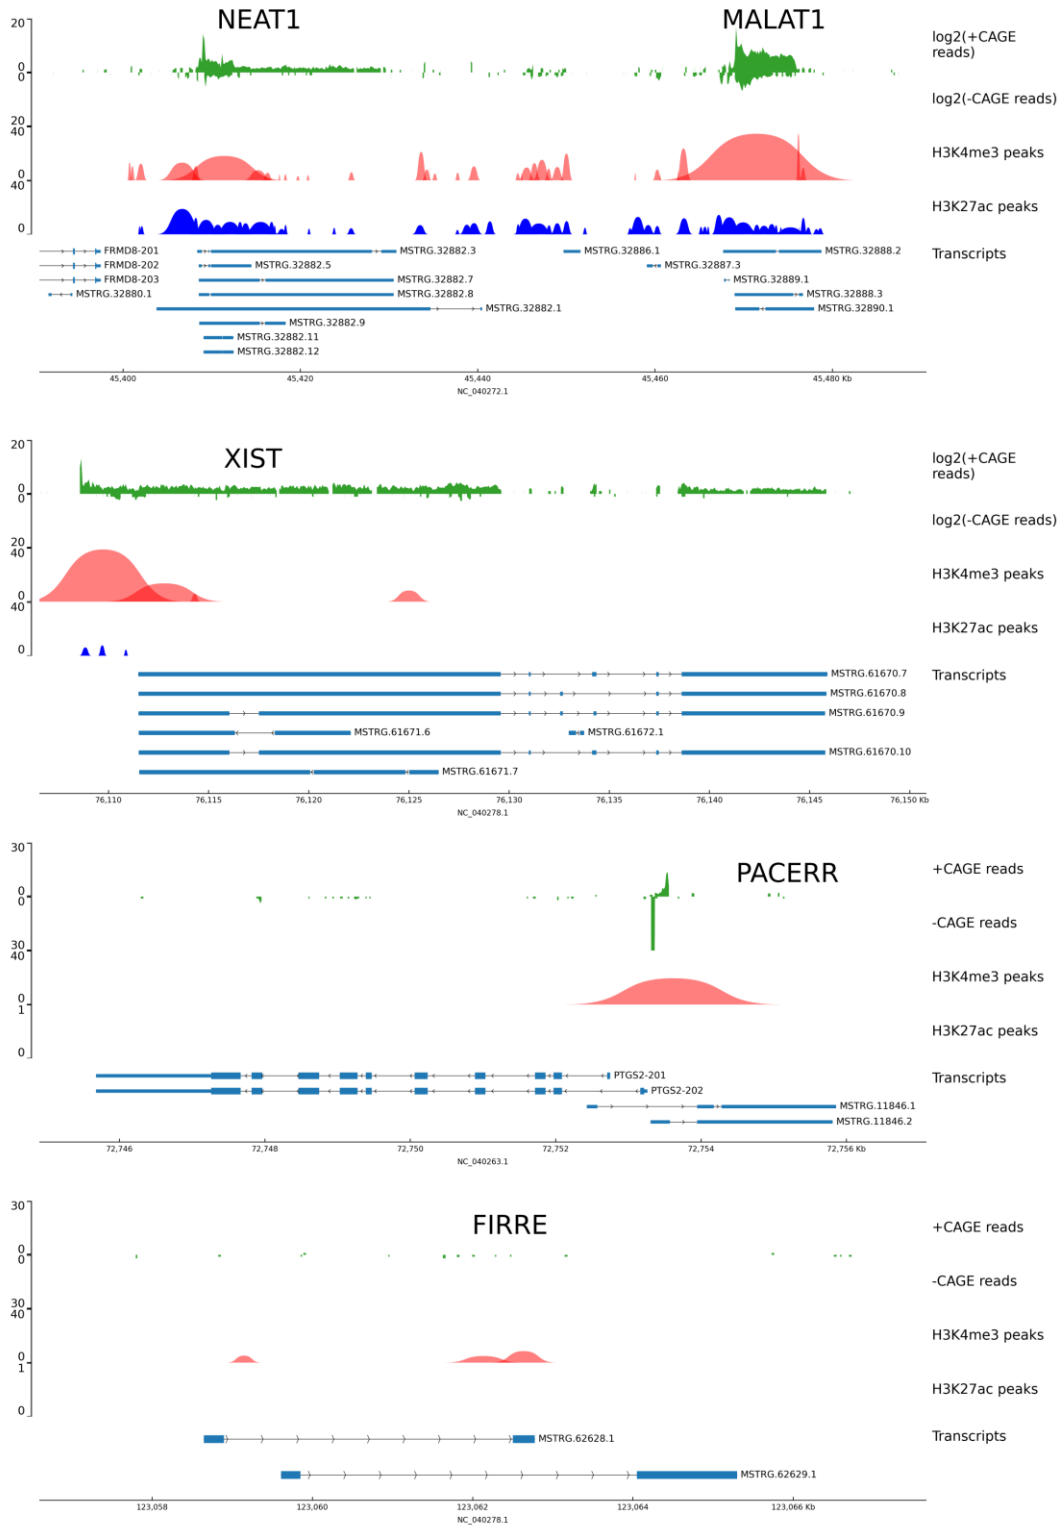 NEAT1 MALAT1
20
0
0
20
40
0
40
0
log2(+CAGE
reads)
log2(-CAGE reads)
H3K4me3 peaks
H3K27ac peaks
Transcripts
FRMD8-201 MSTRG.32882.3 MSTRG.32886.1 MSTRG.32888.2
FRMD8-202 MSTRG.32882.5 MSTRG.32887.3
FRMD8-203 MSTRG.32882.7 MSTRG.32889.1
MSTRG.32880.1 MSTRG.32882.8 MSTRG.32888.3
MSTRG.32882.1 MSTRG.32890.1
MSTRG.32882.9
MSTRG.32882.11
MSTRG.32882.12
45,400 45,420 45,440 45,460 45,480 Kb
NC_040272.1
XIST
20
0
0
20
40
0
40
0
log2(+CAGE
reads)
log2(-CAGE reads)
H3K4me3 peaks
H3K27ac peaks
Transcripts
MSTRG.61670.7
MSTRG.61670.8
MSTRG.61670.9
MSTRG.61671.6 MSTRG.61672.1
MSTRG.61670.10
MSTRG.61671.7
76,110 76,115 76,120 76,125 76,130 76,135 76,140 76,145 76,150 Kb
NC_040278.1
PACERR
30
0
0
30
40
0
1
0
+CAGE reads
-CAGE reads
H3K4me3 peaks
H3K27ac peaks
Transcripts
PTGS2-201
PTGS2-202
MSTRG.11846.1
MSTRG.11846.2
72,746 72,748 72,750 72,752 72,754 72,756 Kb
NC_040263.1
FIRRE
30
0
0
30
40
0
1
0
+CAGE reads
-CAGE reads
H3K4me3 peaks
H3K27ac peaks
Transcripts
MSTRG.62628.1
MSTRG.62629.1
123,058 123,060 123,062 123,064 123,066 Kb
NC_040278.1